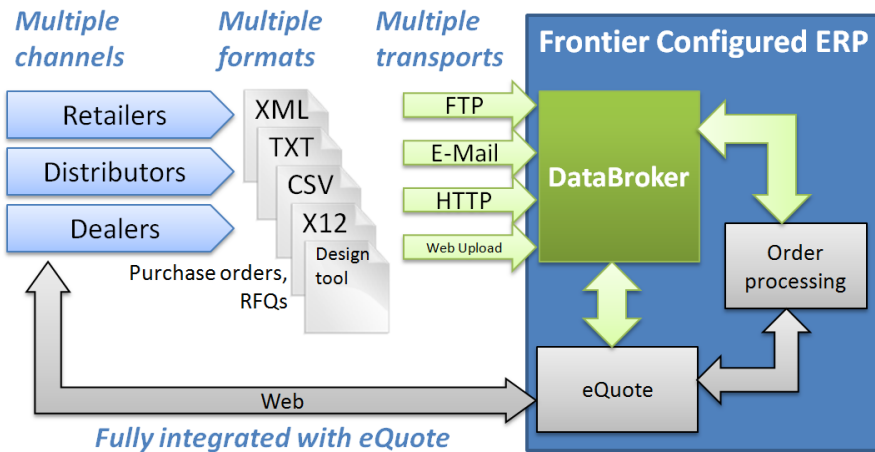 Multiple
channels
Multiple
formats
Multiple
transports
Frontier Configured ERP
Retailers
Distributors
Dealers
XML
TXT
CSV
X12
Design
tool
Purchase orders,
RFQs
FTP
E-Mail
HTTP
Web Upload
DataBroker
Order
processing
eQuote
Web
Fully integrated with eQuote